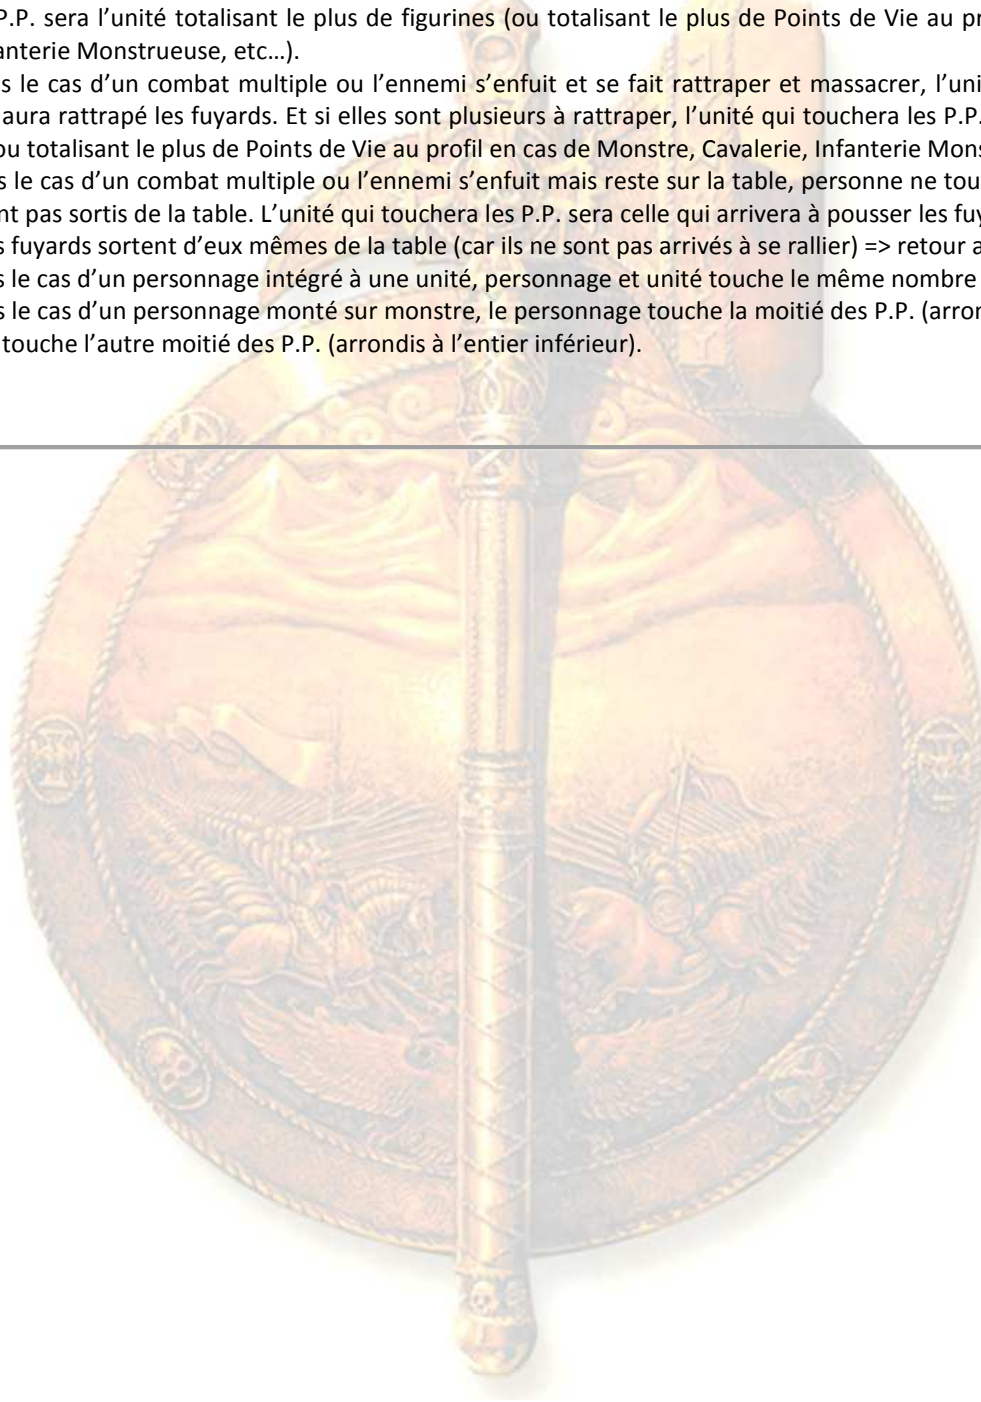 P.P. sera l’unité totalisant le plus de figurines (ou totalisant le plus de Points de Vie au
anterie Monstrueuse, etc…).
s le cas d’un combat multiple ou l’ennemi s’enfuit et se fait rattraper et massacrer,
aura rattrapé les fuyards. Et si elles sont plusieurs à rattraper, l’unité qui touchera les P.P.
ou totalisant le plus de Points de Vie au profil en cas de Monstre, Cavalerie, Infanterie
s le cas d’un combat multiple ou l’ennemi s’enfuit mais reste sur la table, personne ne
nt pas sortis de la table. L’unité qui touchera les P.P. sera celle qui arrivera à pousser les
s fuyards sortent d’eux mêmes de la table (car ils ne sont pas arrivés à se rallier) => retour
s le cas d’un personnage intégré à une unité, personnage et unité touche le même nombre
s le cas d’un personnage monté sur monstre, le personnage touche la moitié des P.P.
touche l’autre moitié des P.P. (arrondis à l’entier inférieur).